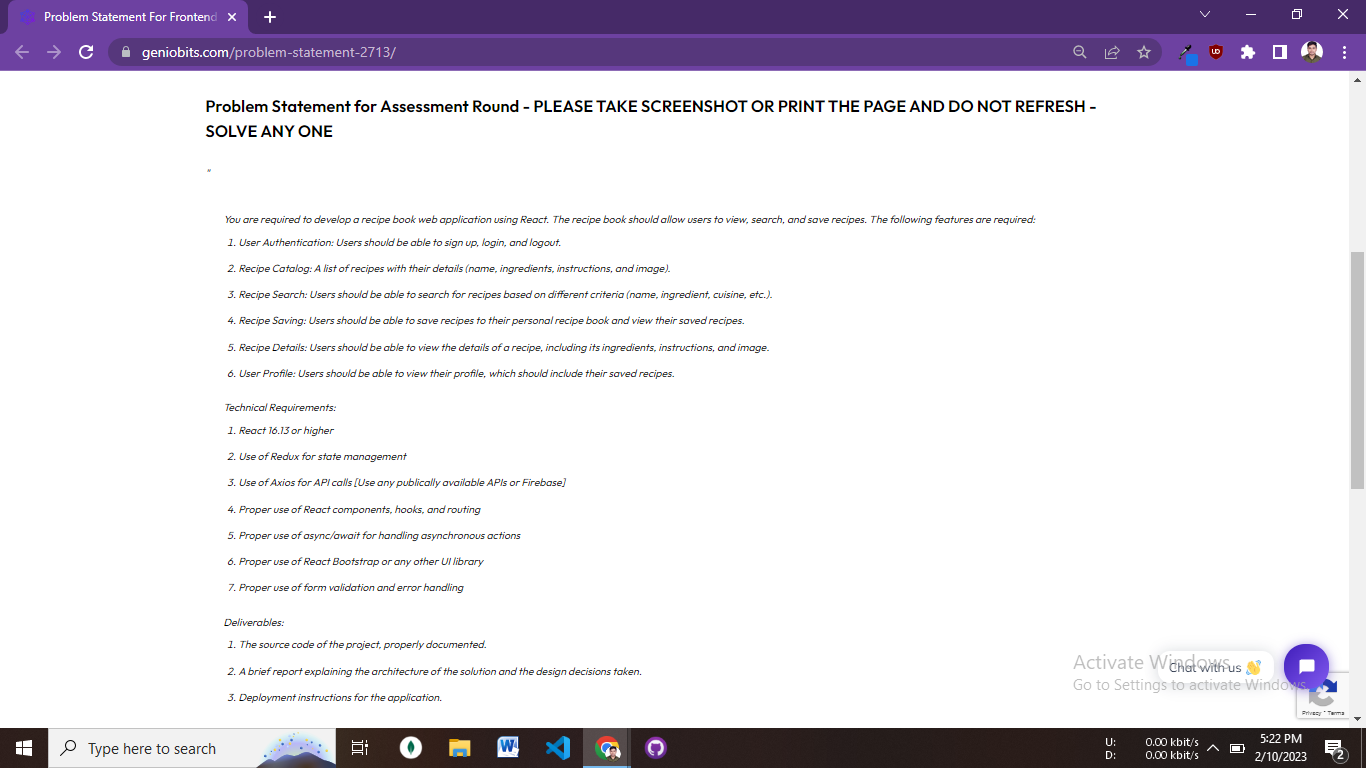 Problem Statement For Frontend
geniobits.com/problem-statement-2713/
Problem Statement for Assessment Round - PLEASE TAKE SCREENSHOT OR PRINT THE PAGE AND DO NOT REFRESH -
SOLVE ANY ONE
"
You are required to develop a recipe book web application using React. The recipe book should allow users to view, search, and save recipes. The following features are required:
1. User Authentication: Users should be able to sign up, login, and logout.
2. Recipe Catalog: A list of recipes with their details (name, ingredients, instructions, and image).
3. Recipe Search: Users should be able to search for recipes based on different criteria (name, ingredient, cuisine, etc.).
4. Recipe Saving: Users should be able to save recipes to their personal recipe book and view their saved recipes.
5. Recipe Details: Users should be able to view the details of a recipe, including its ingredients, instructions, and image.
6. User Profile: Users should be able to view their profile, which should include their saved recipes.
Technical Requirements:
1. React 16.13 or higher
2. Use of Redux for state management
3. Use of Axios for API calls [Use any publically available APIs or Firebase]
4. Proper use of React components, hooks, and routing
5. Proper use of async/await for handling asynchronous actions
6. Proper use of React Bootstrap or any other UI library
7. Proper use of form validation and error handling
Deliverables:
1. The source code of the project, properly documented.
2. A brief report explaining the architecture of the solution and the design decisions taken.
3. Deployment instructions for the application.
Activate Windows
Chat with us 👋
Go to Settings to activate Windows.
Privacy - Terms
Type here to search
U: 0.00 kbit/s
D: 0.00 kbit/s
5:22 PM
2/10/2023
2